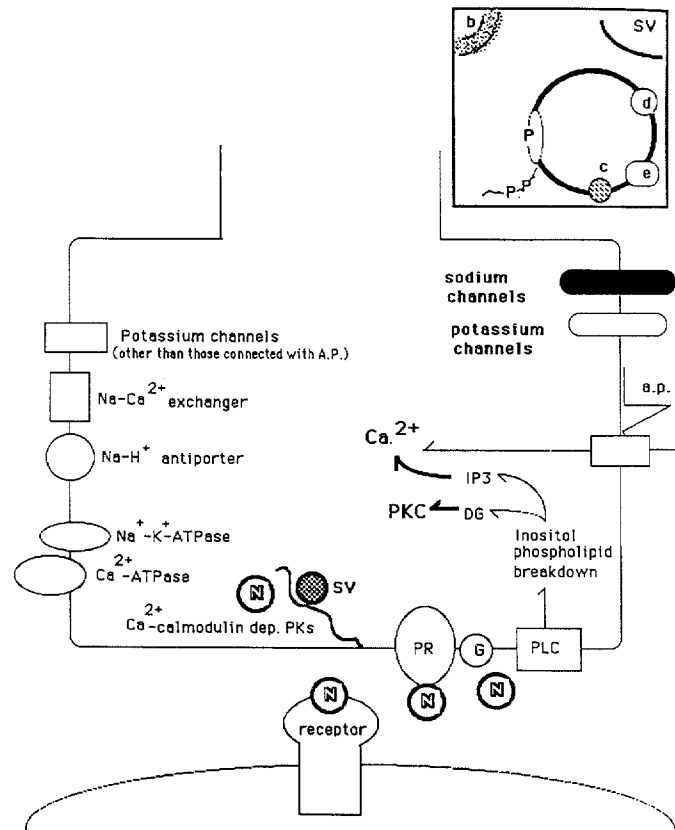 b
SV
d
P
e
c
P
P
sodium
channels
potassium
channels
Potassium channels
(other than those connected with A.P.)
a.p.
Na-Ca2+ exchanger
Ca.2+
Na-H+ antiporter
IP3
PKC
DG
Inositol
phospholipid
breakdown
Na+-K+-ATPase
Ca2+-ATPase
N
SV
Ca2+-calmodulin dep. PKs
PR
G
PLC
N
N
N
receptor